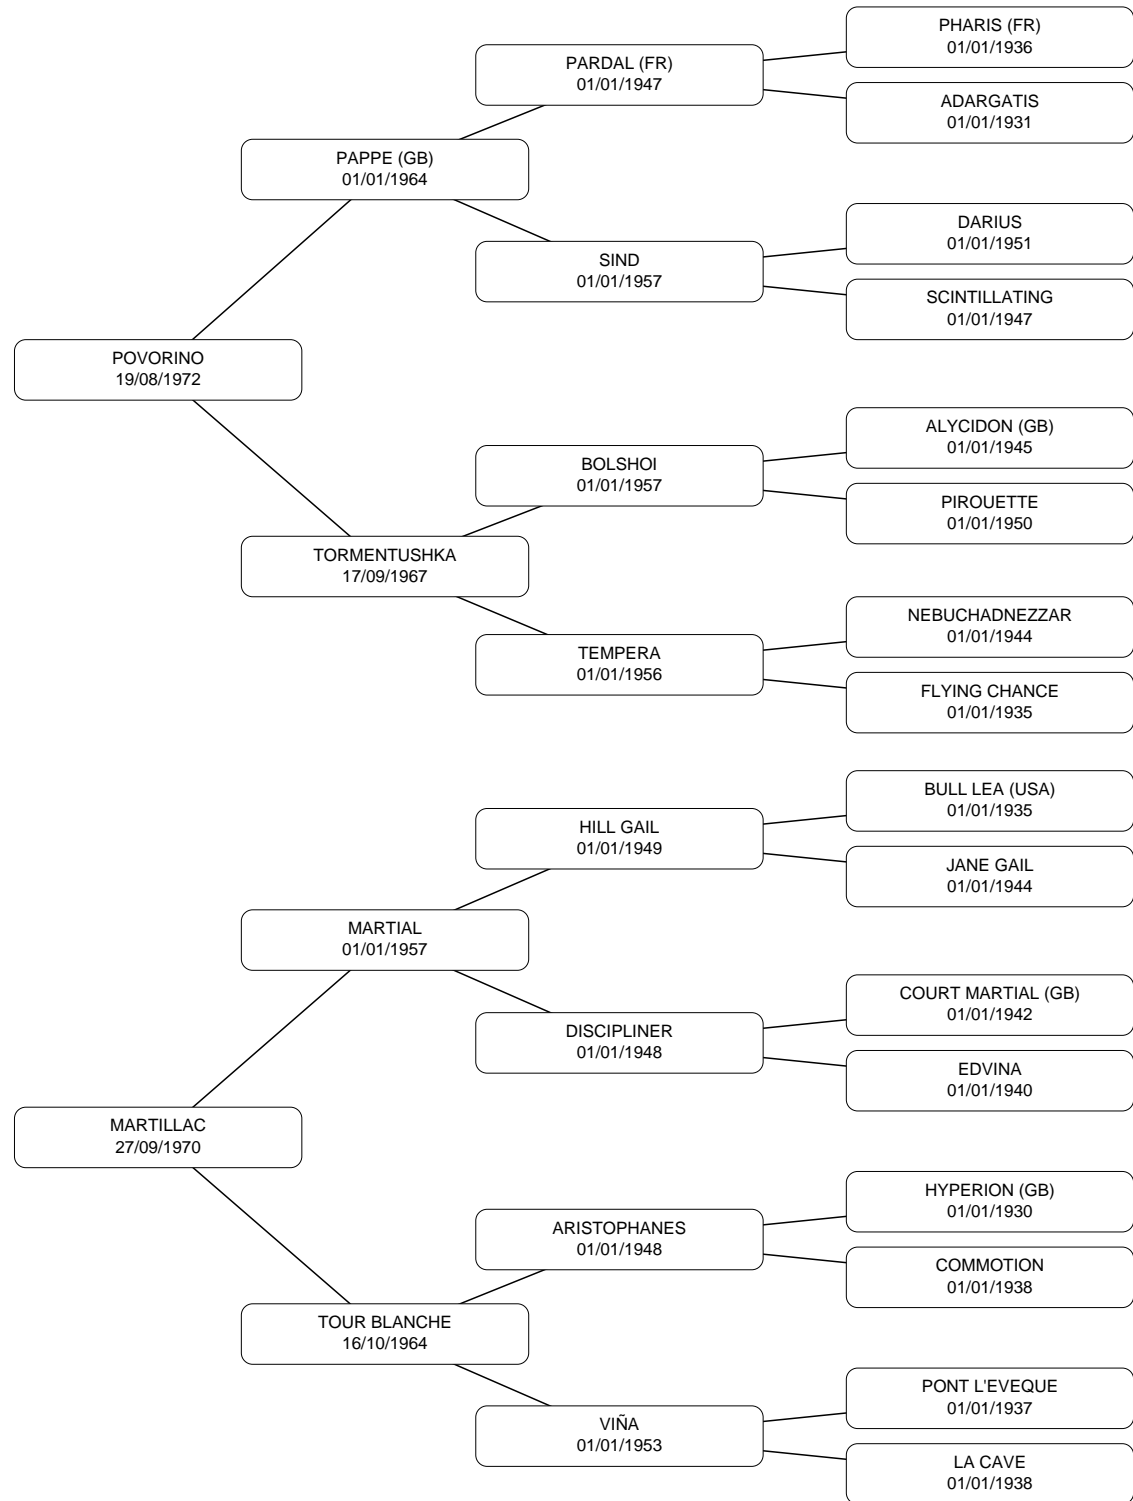 PHARIS (FR)
01/01/1936
PARDAL (FR)
01/01/1947
ADARGATIS
01/01/1931
PAPPE (GB)
01/01/1964
DARIUS
01/01/1951
SIND
01/01/1957
SCINTILLATING
01/01/1947
POVORINO
19/08/1972
ALYCIDON (GB)
01/01/1945
BOLSHOI
01/01/1957
PIROUETTE
01/01/1950
TORMENTUSHKA
17/09/1967
NEBUCHADNEZZAR
01/01/1944
TEMPERA
01/01/1956
FLYING CHANCE
01/01/1935
BULL LEA (USA)
01/01/1935
HILL GAIL
01/01/1949
JANE GAIL
01/01/1944
MARTIAL
01/01/1957
COURT MARTIAL (GB)
01/01/1942
DISCIPLINER
01/01/1948
EDVINA
01/01/1940
MARTILLAC
27/09/1970
HYPERION (GB)
01/01/1930
ARISTOPHANES
01/01/1948
COMMOTION
01/01/1938
TOUR BLANCHE
16/10/1964
PONT L'EVEQUE
01/01/1937
VIÑA
01/01/1953
LA CAVE
01/01/1938